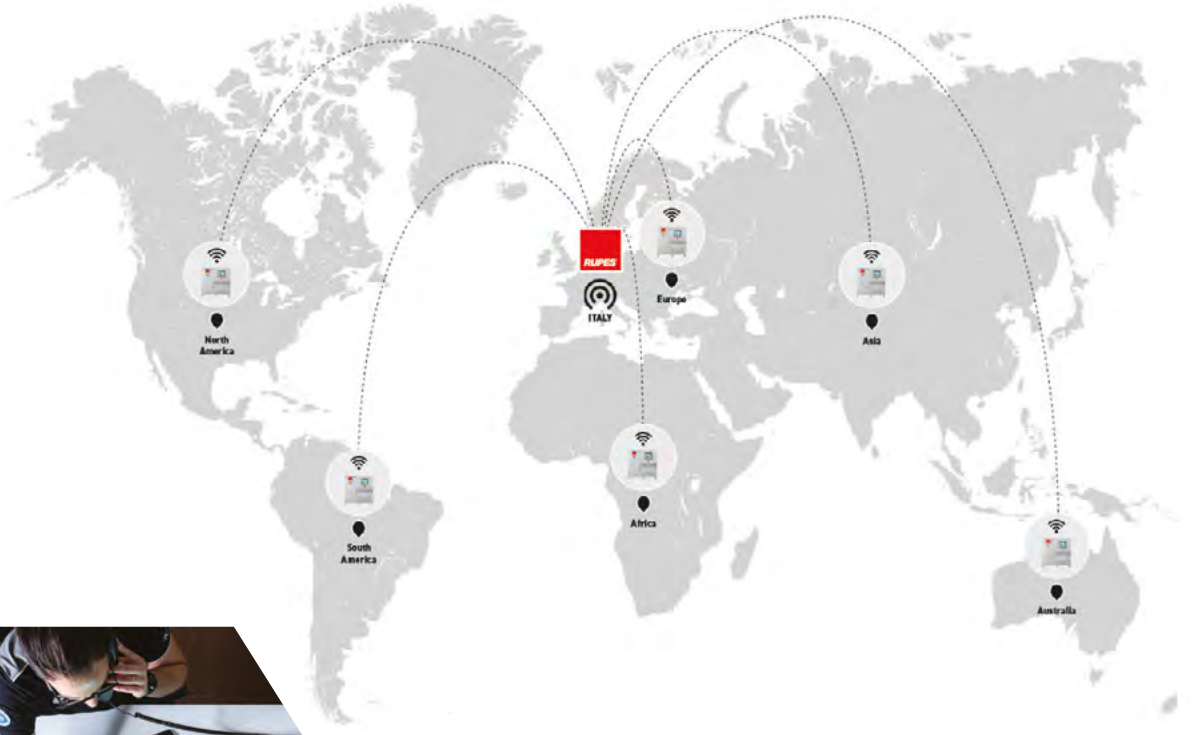 RUPES
ITALY
Europe
Asia
North
America
Africa
South
America
Australia